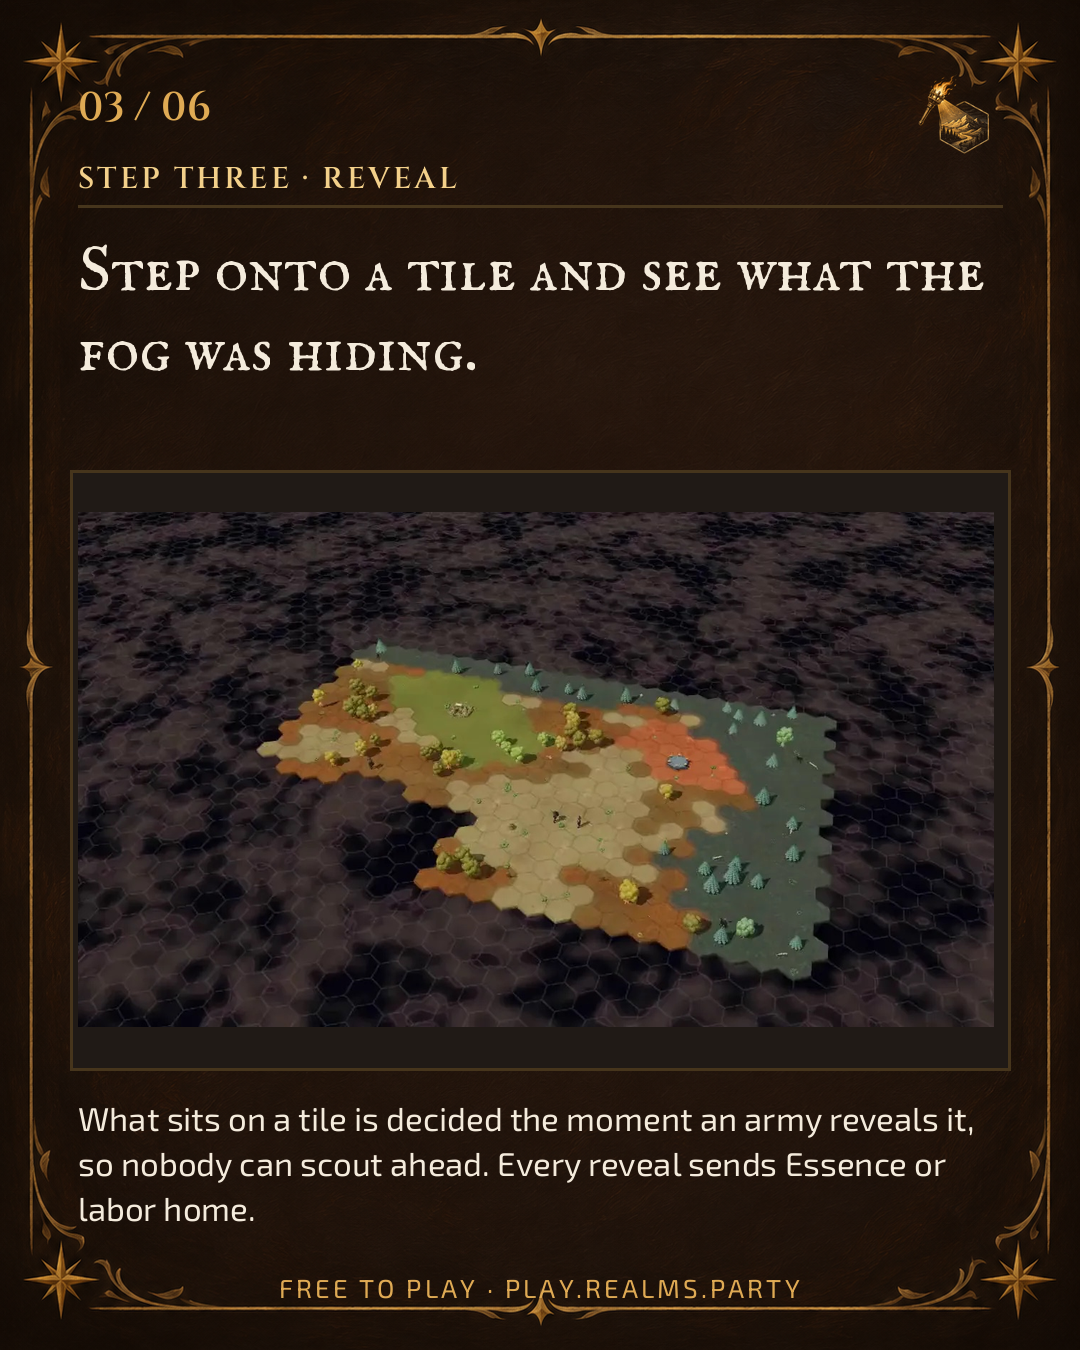 03 / 06
STEP THREE · REVEAL
Step onto a tile and see what the
fog was hiding.
What sits on a tile is decided the moment an army reveals it,
so nobody can scout ahead. Every reveal sends Essence or
labor home.
FREE TO PLAY · PLAY.REALMS.PARTY